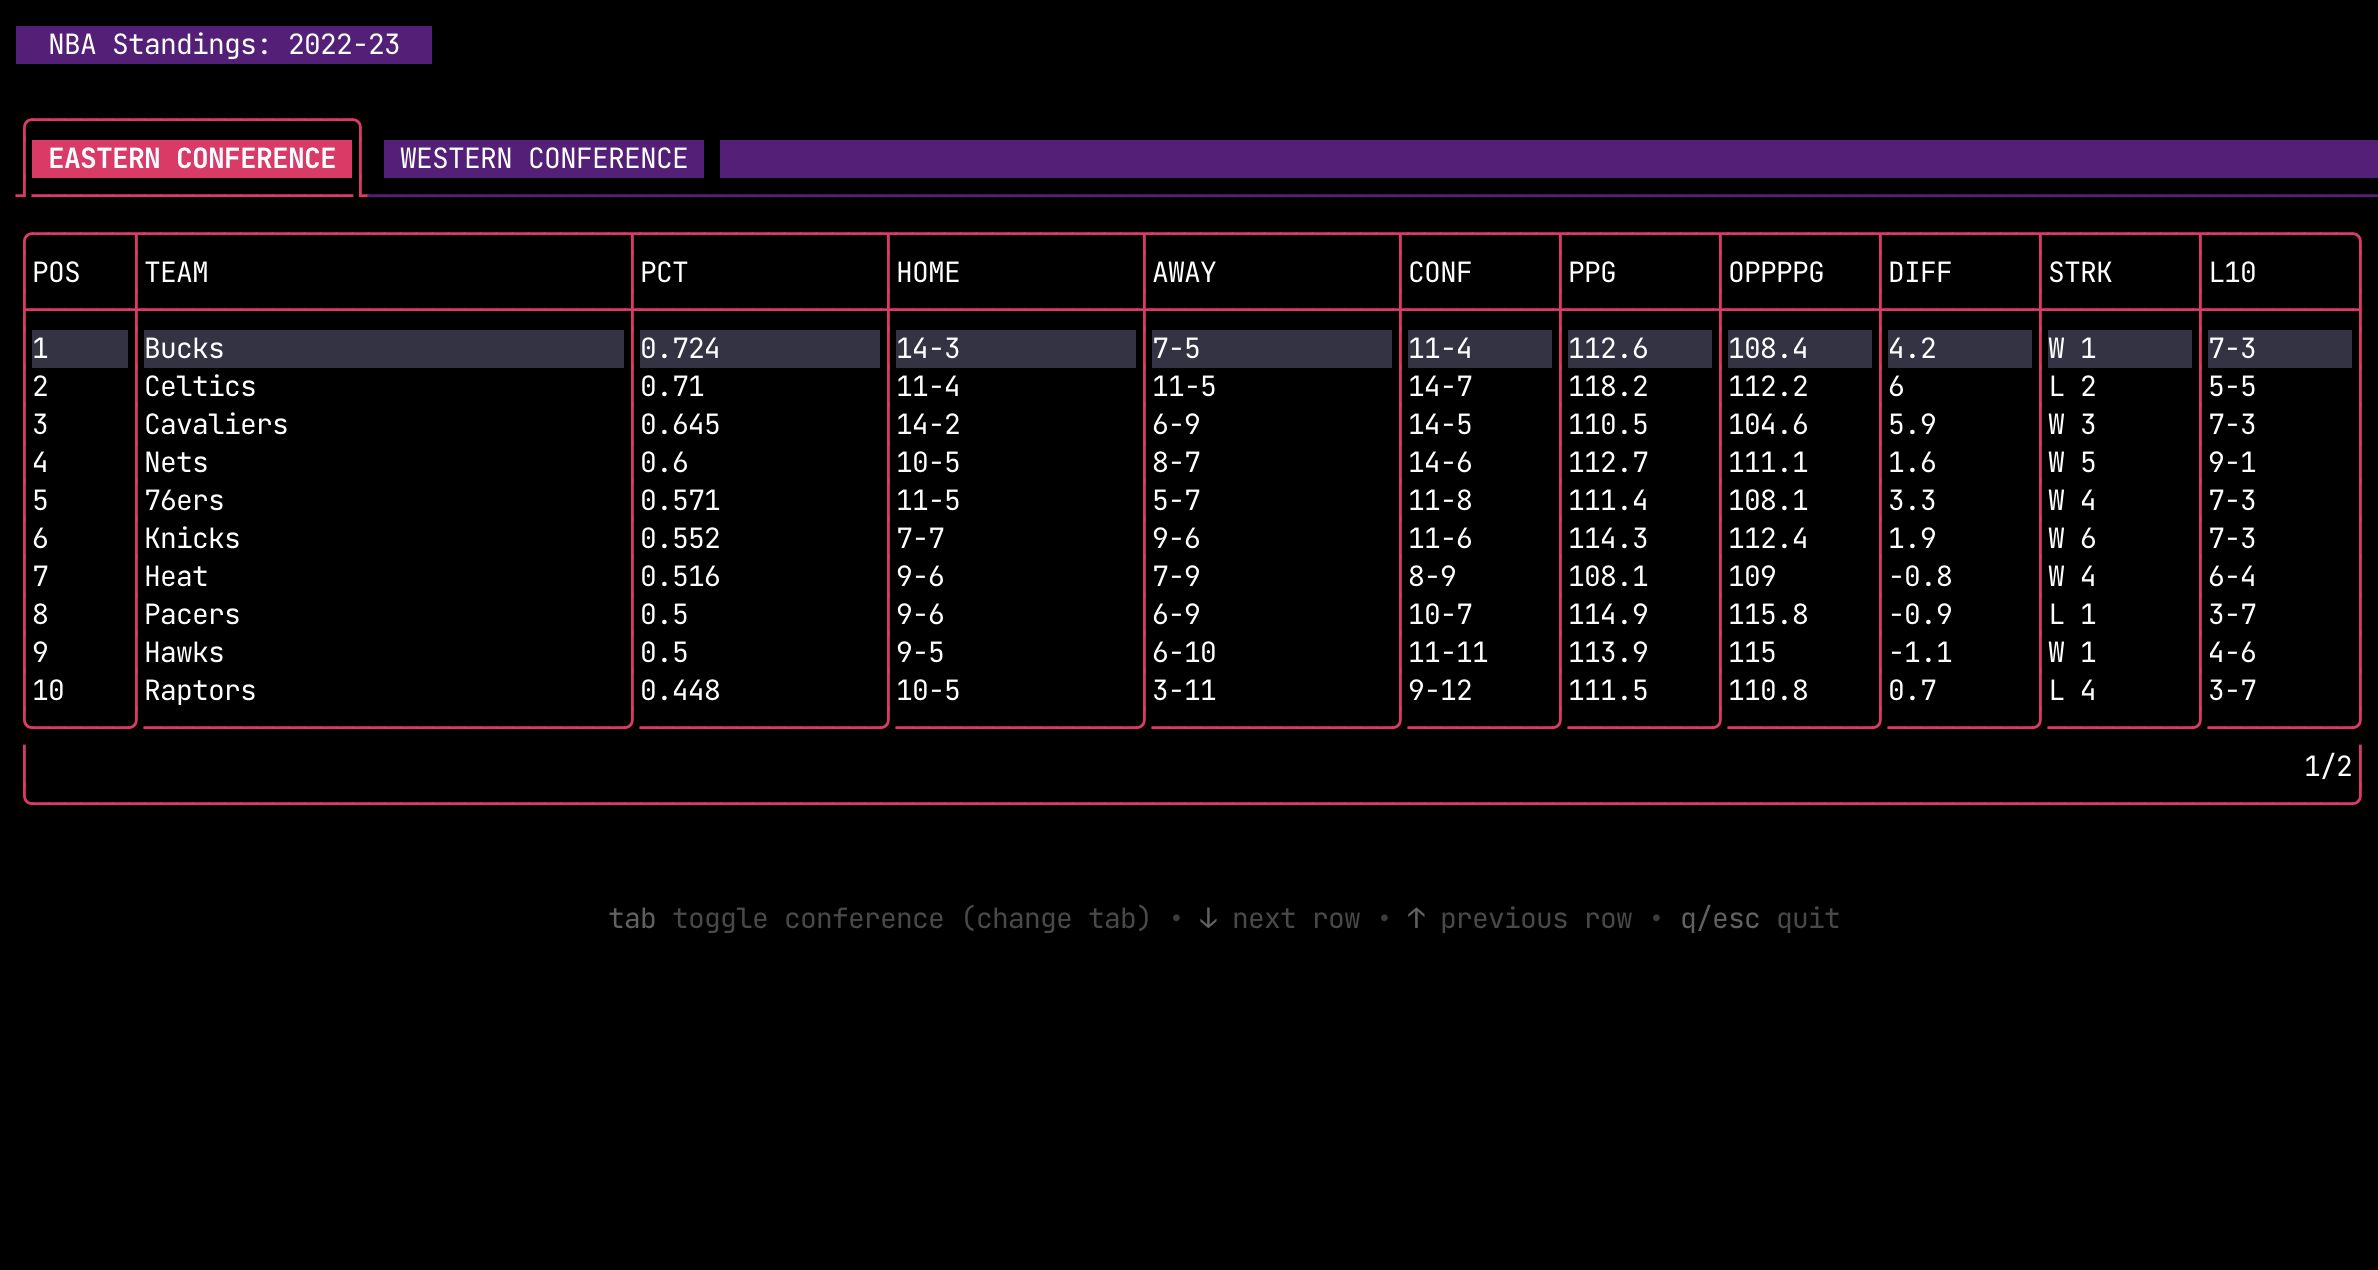 NBA Standings: 2022-23
EASTERN CONFERENCE WESTERN CONFERENCE
POS TEAM PCT HOME AWAY CONF PPG OPPPPG DIFF STRK L10
1 Bucks 0.724 14-3 7-5 11-4 112.6 108.4 4.2 W 1 7-3
2 Celtics 0.71 11-4 11-5 14-7 118.2 112.2 6 L 2 5-5
3 Cavaliers 0.645 14-2 6-9 14-5 110.5 104.6 5.9 W 3 7-3
4 Nets 0.6 10-5 8-7 14-6 112.7 111.1 1.6 W 5 9-1
5 76ers 0.571 11-5 5-7 11-8 111.4 108.1 3.3 W 4 7-3
6 Knicks 0.552 7-7 9-6 11-6 114.3 112.4 1.9 W 6 7-3
7 Heat 0.516 9-6 7-9 8-9 108.1 109 -0.8 W 4 6-4
8 Pacers 0.5 9-6 6-9 10-7 114.9 115.8 -0.9 L 1 3-7
9 Hawks 0.5 9-5 6-10 11-11 113.9 115 -1.1 W 1 4-6
10 Raptors 0.448 10-5 3-11 9-12 111.5 110.8 0.7 L 4 3-7
1/2
tab toggle conference (change tab) • ↓ next row • ↑ previous row • q/esc quit